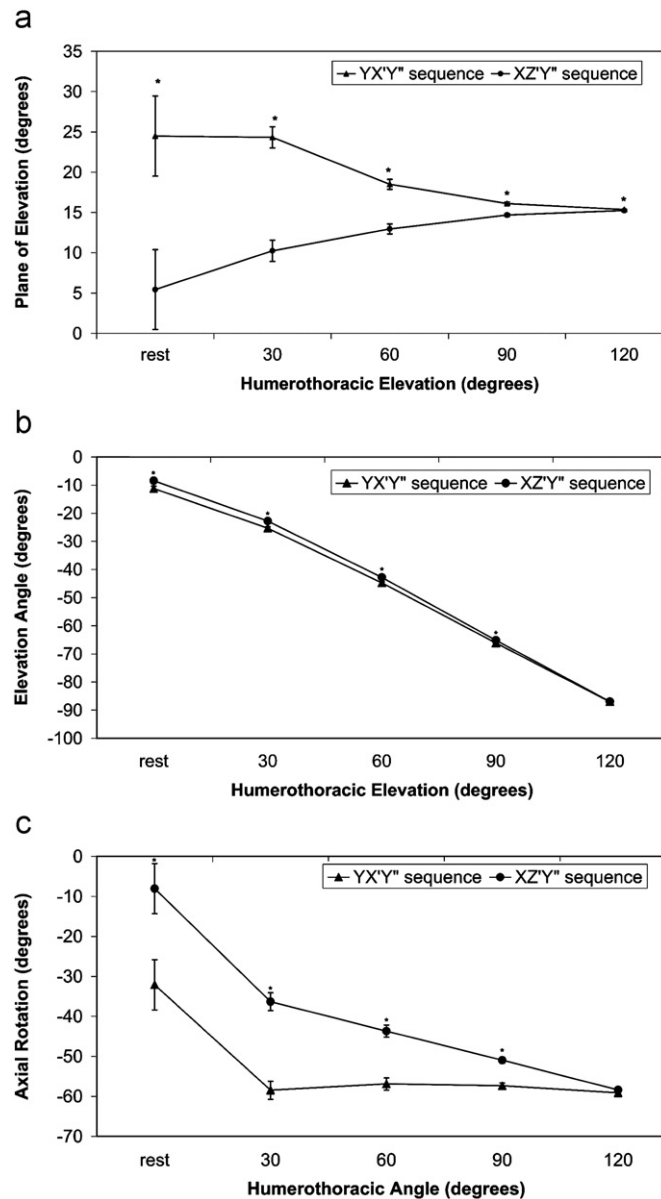 a
35
30
25
20
15
10
5
0
YX'Y" sequence XZ'Y" sequence
* * * * *
Plane of Elevation (degrees)
rest 30 60 90 120
Humerothoracic Elevation (degrees)
b
0
-10
-20
-30
-40
-50
-60
-70
-80
-90
-100
YX'Y" sequence XZ'Y" sequence
* * * *
Elevation Angle (degrees)
rest 30 60 90 120
Humerothoracic Elevation (degrees)
c
0
-10
-20
-30
-40
-50
-60
-70
YX'Y" sequence XZ'Y" sequence
* * * *
Axial Rotation (degrees)
rest 30 60 90 120
Humerothoracic Angle (degrees)